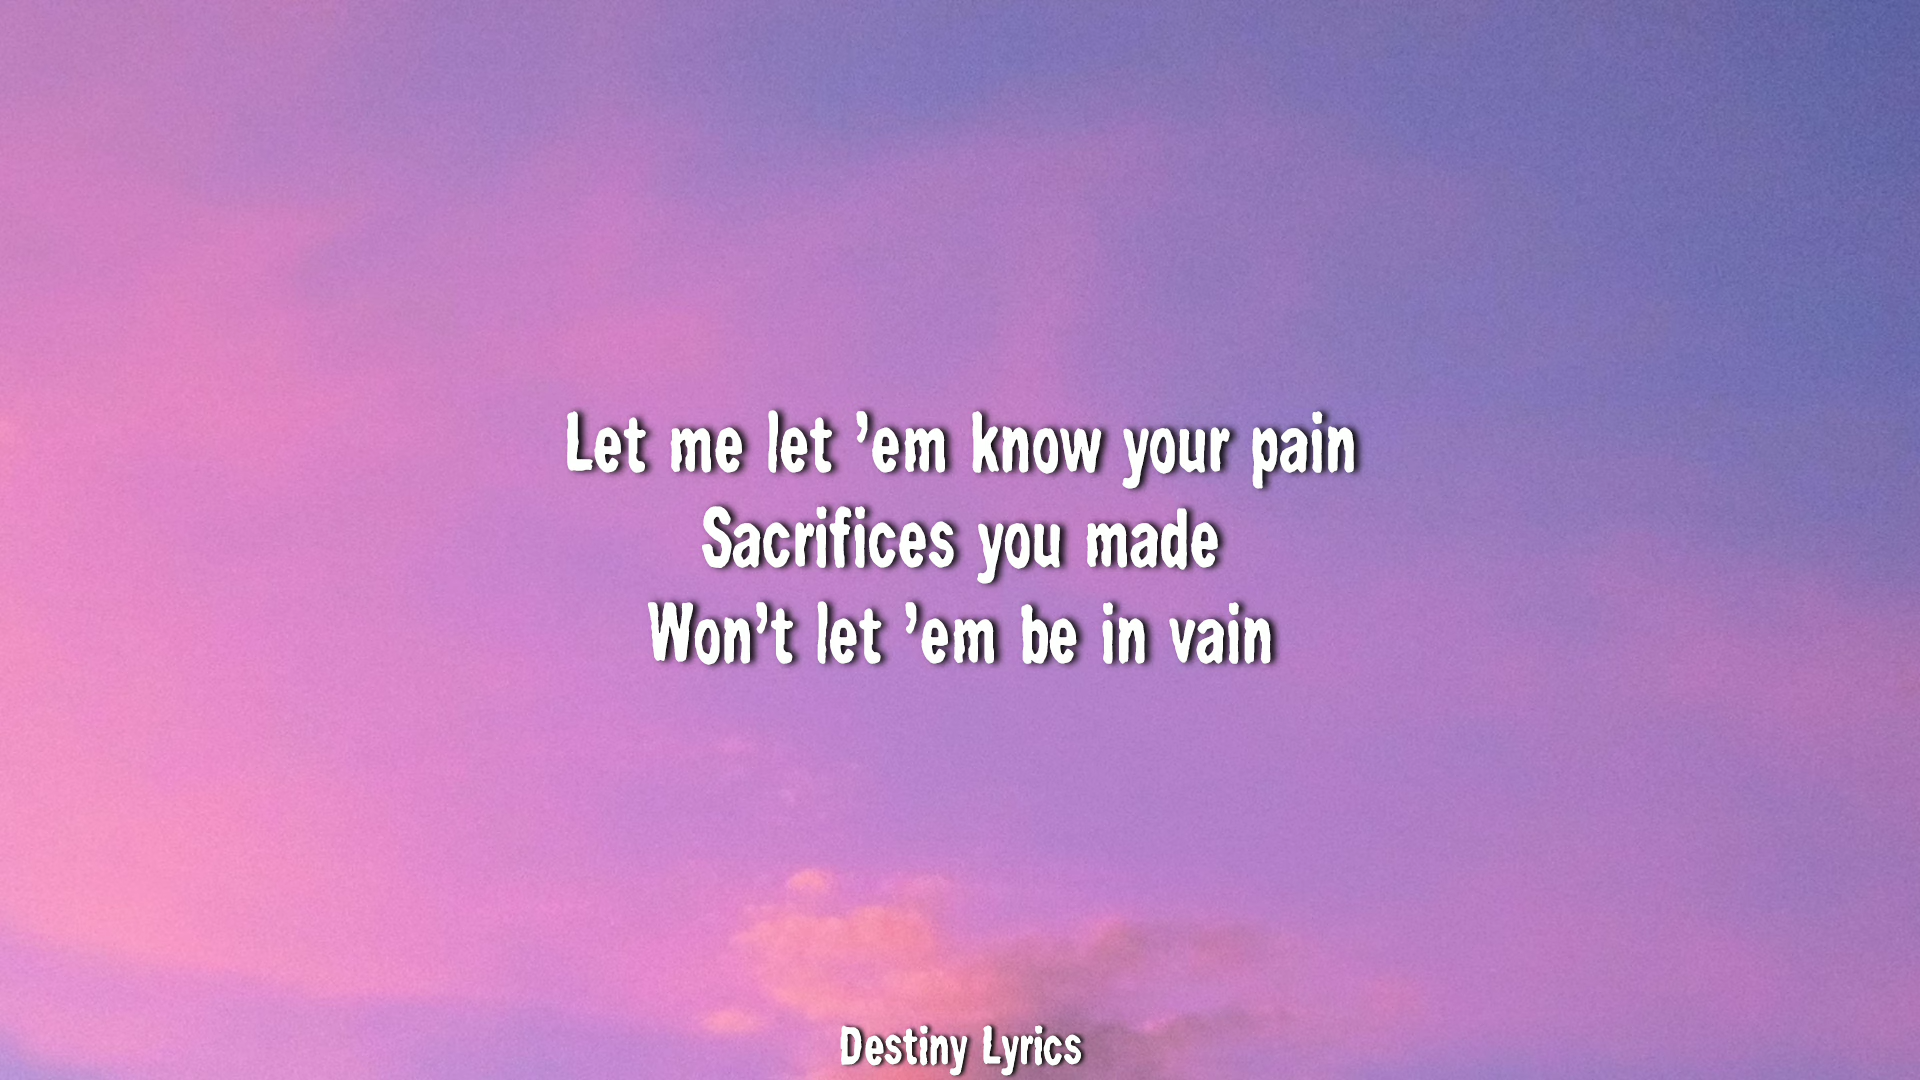 Let me let ’em know your pain
Sacrifices you made
Won’t let ’em be in vain
Destiny Lyrics